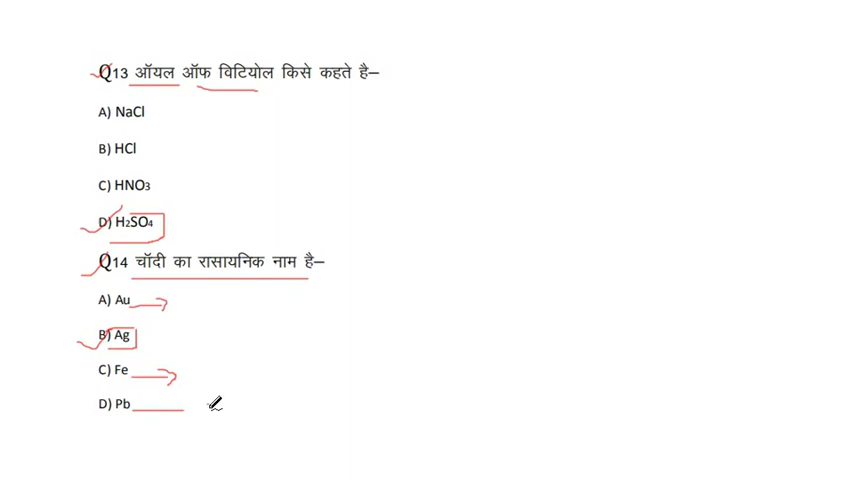 Q13 ऑयल ऑफ विटियोल किसे कहते है–
A) NaCl
B) HCl
C) HNO3
D) H2SO4
Q14 चॉदी का रासायनिक नाम है–
A) Au
B) Ag
C) Fe
D) Pb